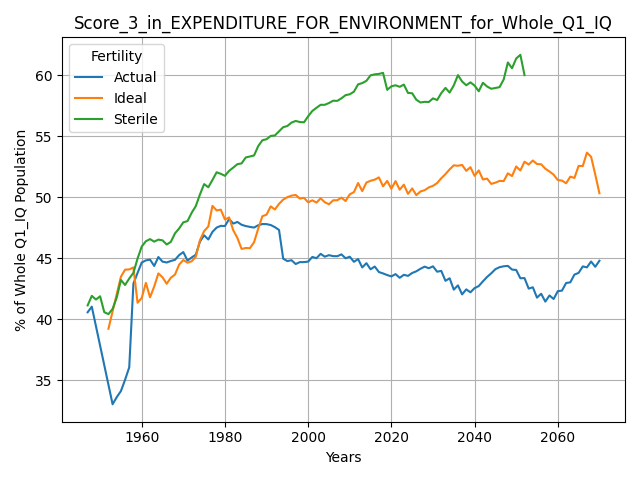 Score_3_in_EXPENDITURE_FOR_ENVIRONMENT_for_Whole_Q1_IQ
Fertility
Actual
Ideal
Sterile
% of Whole Q1_IQ Population
60
55
50
45
40
35
1960
1980
2000
2020
2040
2060
Years